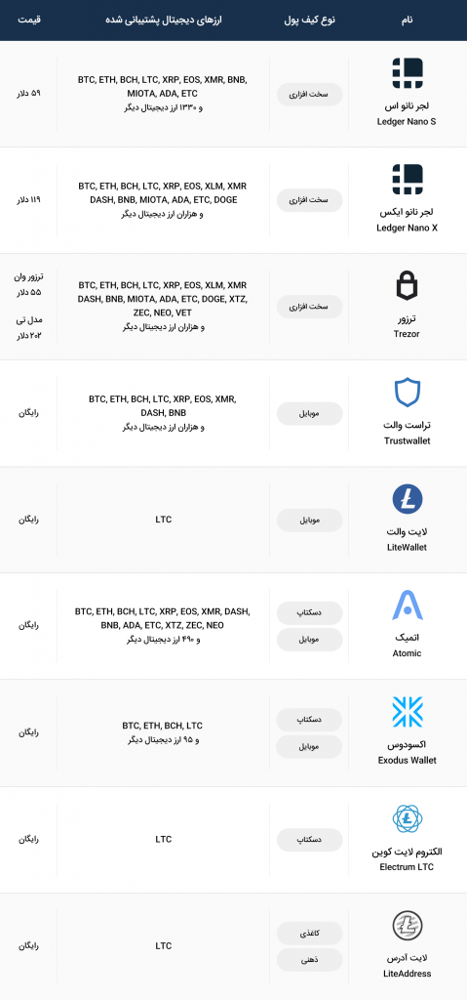 نام
نوع کیف پول
ارزهای دیجیتال پشتیبانی شده
قیمت
لجر نانو اس
Ledger Nano S
سخت افزاری
BTC, ETH, BCH, LTC, XRP, EOS, XMR, BNB,
MIOTA, ADA, ETC
و ۱۳۳۰ ارز دیجیتال دیگر
۵۹ دلار
لجر نانو ایکس
Ledger Nano X
سخت افزاری
BTC, ETH, BCH, LTC, XRP, EOS, XLM, XMR
DASH, BNB, MIOTA, ADA, ETC, DOGE
و هزاران ارز دیجیتال دیگر
۱۱۹ دلار
ترزور
Trezor
سخت افزاری
BTC, ETH, BCH, LTC, XRP, EOS, XLM, XMR
DASH, BNB, MIOTA, ADA, ETC, DOGE, XTZ,
ZEC, NEO, VET
و هزاران ارز دیجیتال دیگر
ترزور وان
۵۵ دلار
مدل تی
۲۰۲ دلار
تراست والت
Trustwallet
موبایل
BTC, ETH, BCH, LTC, XRP, EOS, XMR,
DASH, BNB
و هزاران ارز دیجیتال دیگر
رایگان
لایت والت
LiteWallet
موبایل
LTC
رایگان
اتمیک
Atomic
دسکتاپ
موبایل
BTC, ETH, BCH, LTC, XRP, EOS, XMR, DASH,
BNB, ADA, ETC, XTZ, ZEC, NEO
و ۴۹۰ ارز دیجیتال دیگر
رایگان
اکسودوس
Exodus Wallet
دسکتاپ
موبایل
BTC, ETH, BCH, LTC
و ۹۵ ارز دیجیتال دیگر
رایگان
الکتروم لایت کوین
Electrum LTC
دسکتاپ
LTC
رایگان
لایت آدرس
LiteAddress
کاغذی
ذهنی
LTC
رایگان